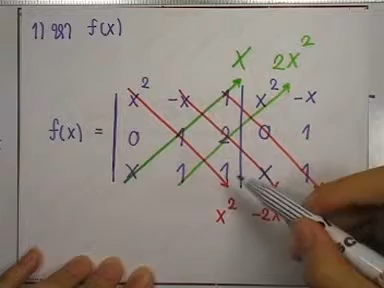 1) หา f(x)
x 2x²
x² -x 1 x² -x
f(x) = 0 1 2 0 1
x 1 1 x 1
x² -2x